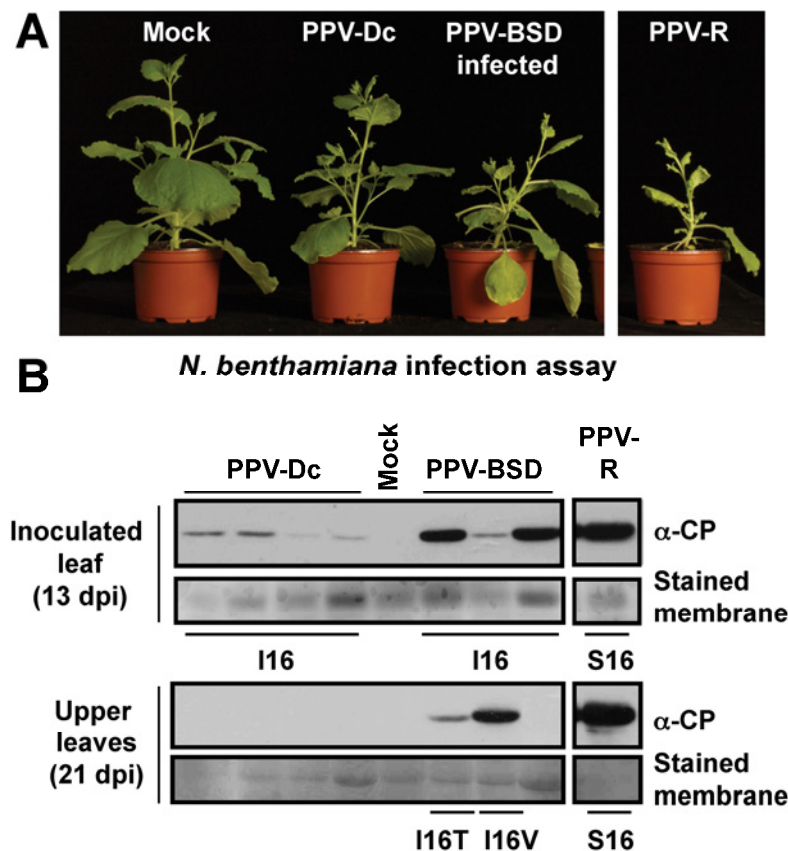 A
Mock
PPV-Dc
PPV-BSD
infected
PPV-R
N. benthamiana infection assay
B
PPV-Dc
Mock
PPV-BSD
PPV-
R
Inoculated
leaf
(13 dpi)
α-CP
Stained
membrane
I16
I16
S16
Upper
leaves
(21 dpi)
α-CP
Stained
membrane
I16T
I16V
S16